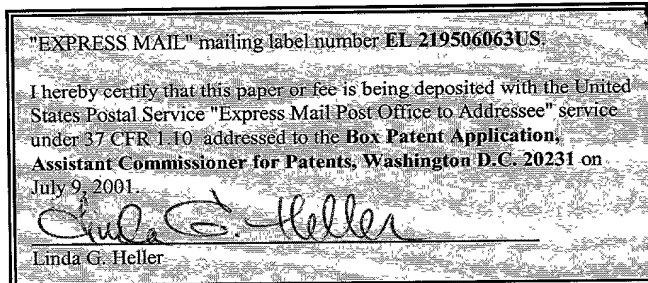 "EXPRESS MAIL" mailing label number EL 219506063US.
I hereby certify that this paper or fee is being deposited with the United
States Postal Service "Express Mail Post Office to Addressee" service
under 37 CFR 1.10 addressed to the Box Patent Application,
Assistant Commissioner for Patents, Washington D.C. 20231 on
July 9, 2001.
Linda G. Heller
Linda G. Heller